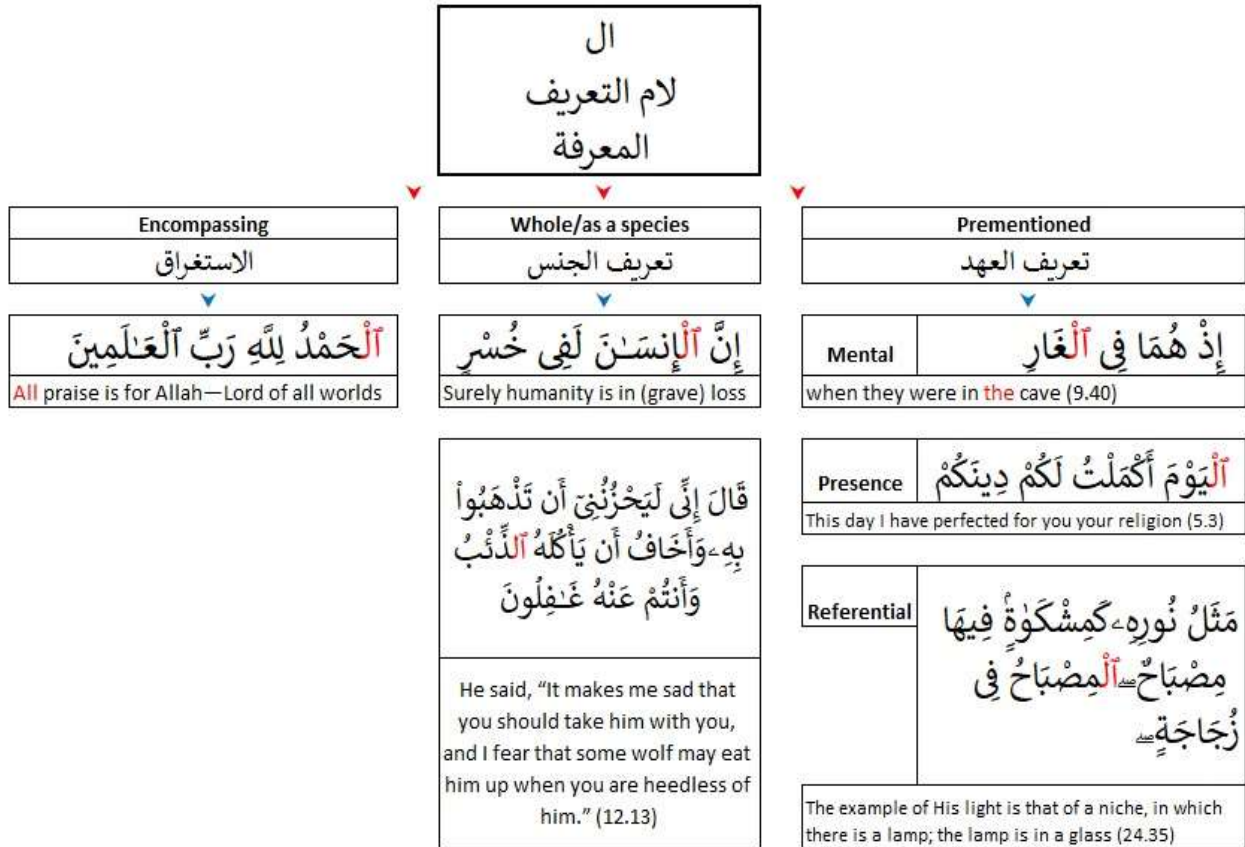 ال
لام التعريف
المعرفة
Encompassing
الاستغراق
ٱلْحَمْدُ لِلَّهِ رَبِّ ٱلْعَـٰلَمِينَ
All praise is for Allah—Lord of all worlds
Whole/as a species
تعريف الجنس
إِنَّ ٱلْإِنسَـٰنَ لَفِى خُسْرٍ
Surely humanity is in (grave) loss
قَالَ إِنِّى لَيَحْزُنُنِىٓ أَن تَذْهَبُوا۟
بِهِۦ وَأَخَافُ أَن يَأْكُلَهُ ٱلذِّئْبُ
وَأَنتُمْ عَنْهُ غَـٰفِلُونَ
He said, “It makes me sad that
you should take him with you,
and I fear that some wolf may eat
him up when you are heedless of
him.” (12.13)
Prementioned
تعريف العهد
Mental
إِذْ هُمَا فِى ٱلْغَارِ
when they were in the cave (9.40)
Presence
ٱلْيَوْمَ أَكْمَلْتُ لَكُمْ دِينَكُمْ
This day I have perfected for you your religion (5.3)
Referential
مَثَلُ نُورِهِۦ كَمِشْكَوٰةٍۢ فِيهَا
مِصْبَاحٌ ۖ ٱلْمِصْبَاحُ فِى
زُجَاجَةٍ ۖ
The example of His light is that of a niche, in which
there is a lamp; the lamp is in a glass (24.35)